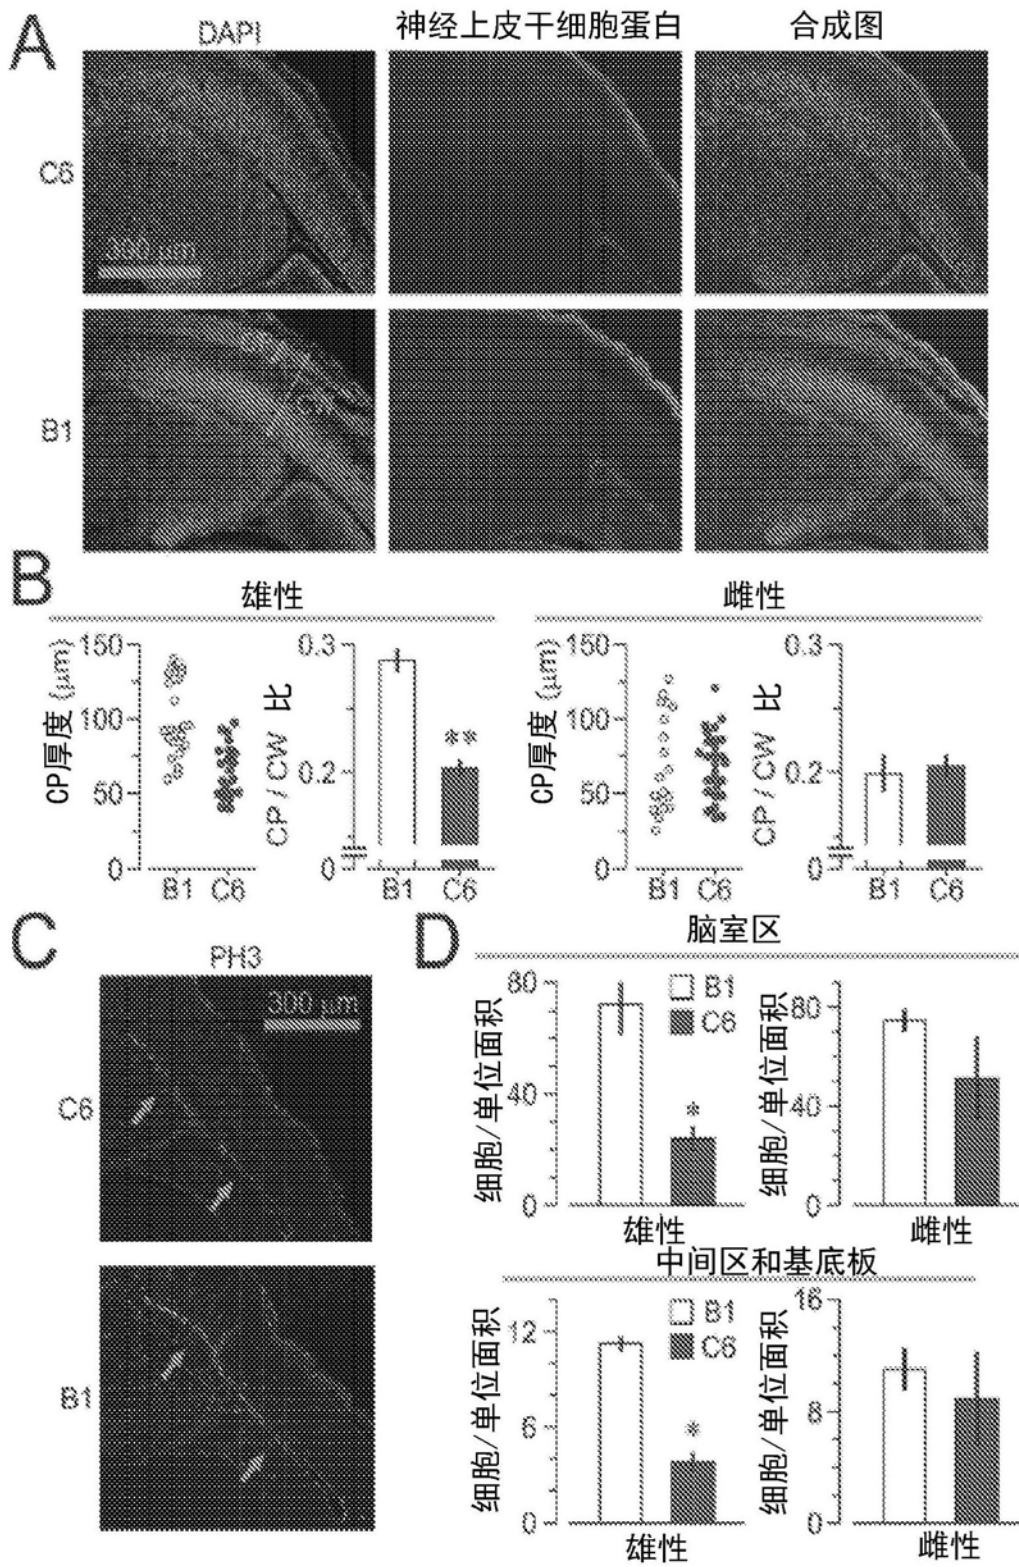 A
DAPI
神经上皮干细胞蛋白
合成图
C6
300 μm
B1
B
雄性
雌性
CP厚度 (μm)
150
100
50
0
B1 C6
CP / CW 比
0.3
0.2
0
B1 C6
**
CP厚度 (μm)
150
100
50
0
B1 C6
CP / CW 比
0.3
0.2
0
B1 C6
C
PH3
300 μm
C6
B1
D
脑室区
细胞/单位面积
80
40
0
B1
C6
*
雄性
细胞/单位面积
80
40
0
雌性
中间区和基底板
细胞/单位面积
12
6
0
B1
C6
*
雄性
细胞/单位面积
16
8
0
雌性